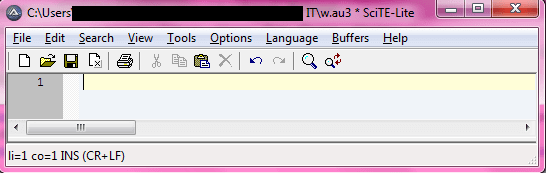 C:\Users\ IT\w.au3 * SciTE-Lite
File Edit Search View Tools Options Language Buffers Help
1
li=1 co=1 INS (CR+LF)